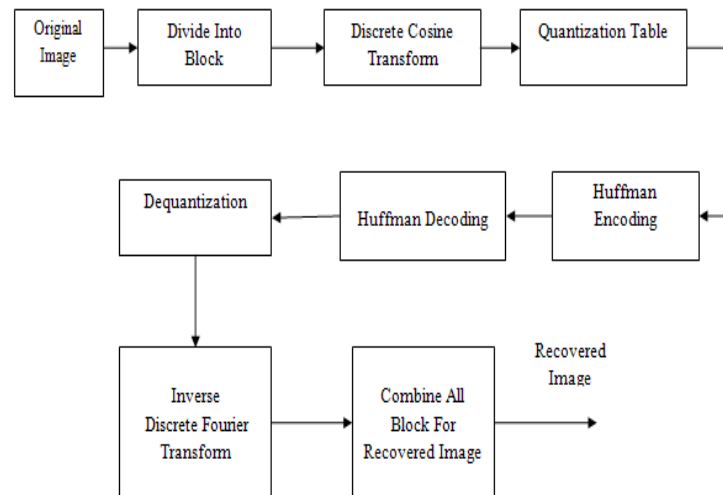 Original
Image
Divide Into
Block
Discrete Cosine
Transform
Quantization Table
Huffman
Encoding
Huffman Decoding
Dequantization
Inverse
Discrete Fourier
Transform
Combine All
Block For
Recovered Image
Recovered
Image